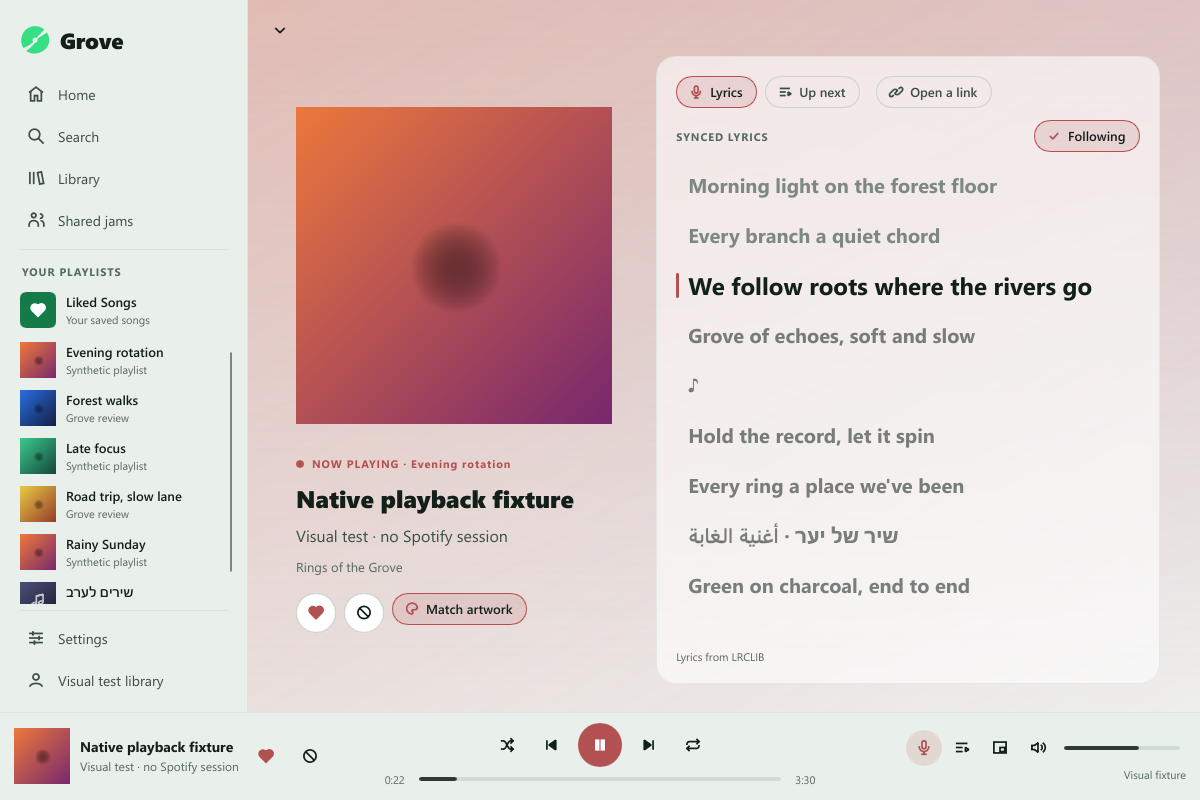 Grove
Home
Search
Library
Shared jams
YOUR PLAYLISTS
Liked Songs
Your saved songs
Evening rotation
Synthetic playlist
Forest walks
Grove review
Late focus
Synthetic playlist
Road trip, slow lane
Grove review
Rainy Sunday
Synthetic playlist
שירים לערב
Settings
Visual test library
NOW PLAYING · Evening rotation
Native playback fixture
Visual test · no Spotify session
Rings of the Grove
Match artwork
Lyrics
Up next
Open a link
SYNCED LYRICS
Following
Morning light on the forest floor
Every branch a quiet chord
We follow roots where the rivers go
Grove of echoes, soft and slow
♪
Hold the record, let it spin
Every ring a place we've been
שיר של יער · أغنية الغابة
Green on charcoal, end to end
Lyrics from LRCLIB
Native playback fixture
Visual test · no Spotify session
0:22
3:30
Visual fixture